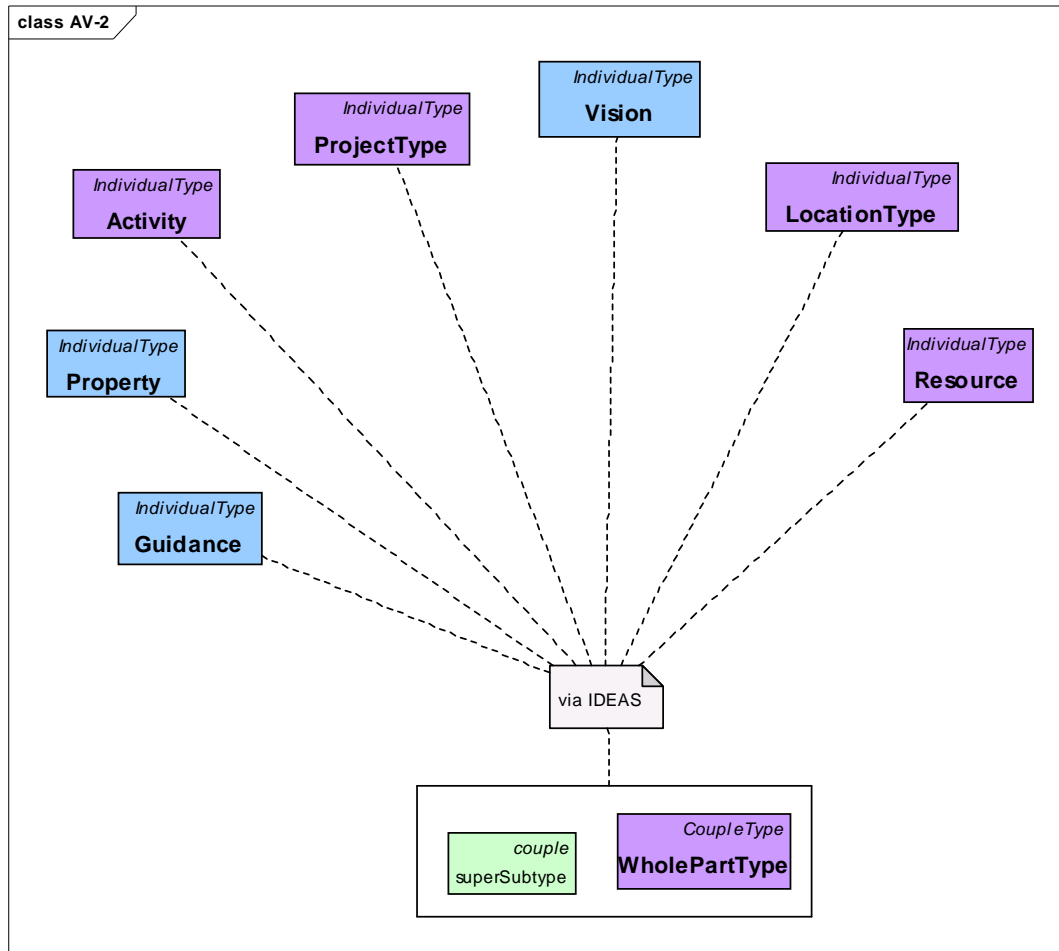 class AV-2
IndividualType
Vision
IndividualType
ProjectType
IndividualType
Activity
IndividualType
LocationType
IndividualType
Property
IndividualType
Resource
IndividualType
Guidance
via IDEAS
couple
superSubtype
CoupleType
WholePartType